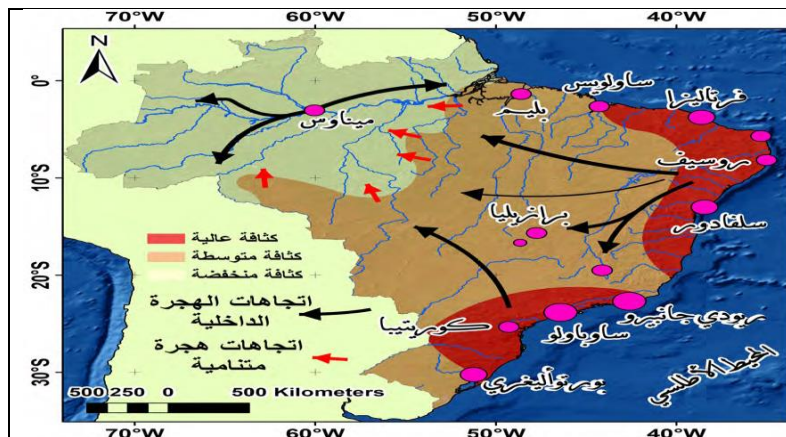 70°W 60°W 50°W 40°W
N
0°
10°S
20°S
30°S
ساولويس
فرتاليزا
بليم
ميناوس
روسيف
سلفادور
برازيليا
ريودي جانيرو
ساوباولو
كوريتيبا
بورتوأليغري
المحيط الأطلسي
كثافة عالية
كثافة متوسطة
كثافة منخفضة
اتجاهات الهجرة
الداخلية
اتجاهات هجرة
متنامية
500 250 0 500 Kilometers
70°W 60°W 50°W 40°W